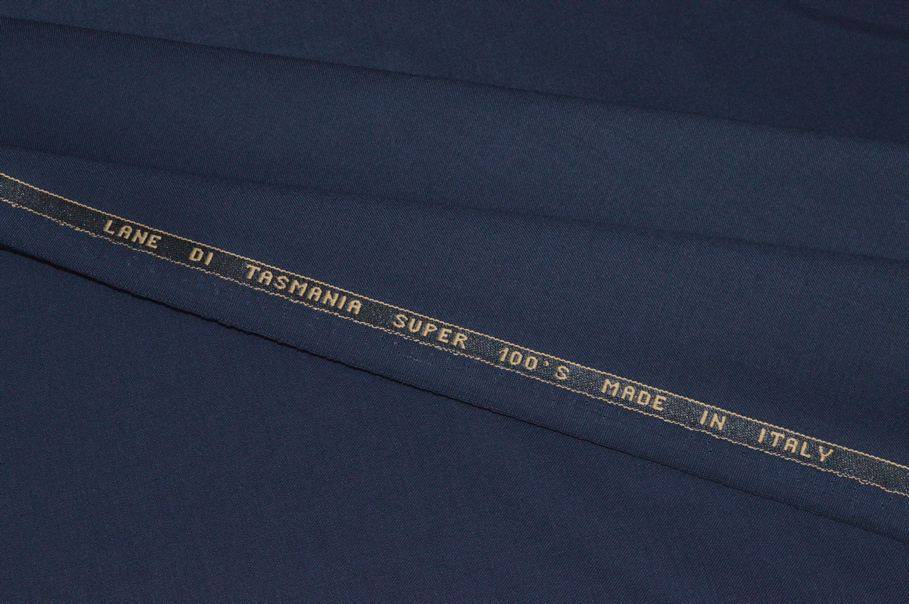 LANE DI TASMANIA SUPER 100'S MADE IN ITALY